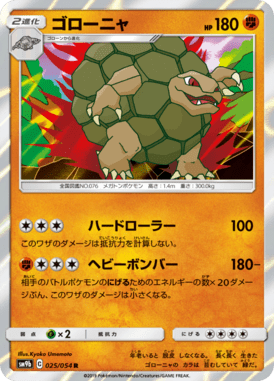 2進化
ゴローニャ
HP 180
ゴローンから進化
全国図鑑NO.076 メガトンポケモン 高さ：1.4m 重さ：300.0kg
ハードローラー 100
このワザのダメージは抵抗力を計算しない。
ヘビーボンバー 180−
相手のバトルポケモンのにげるためのエネルギーの数×20ダメージぶん、このワザのダメージは小さくなる。
弱点 ×2 抵抗力 にげる
Illus. Kyoko Umemoto
sm9b G 025/054 R
©2019 Pokémon/Nintendo/Creatures/GAME FREAK.